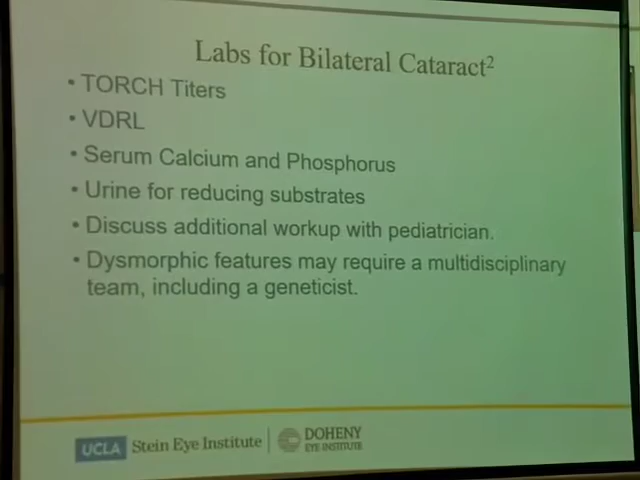 Labs for Bilateral Cataract²
• TORCH Titers
• VDRL
• Serum Calcium and Phosphorus
• Urine for reducing substrates
• Discuss additional workup with pediatrician.
• Dysmorphic features may require a multidisciplinary
team, including a geneticist.
UCLA Stein Eye Institute DOHENY
EYE INSTITUTE